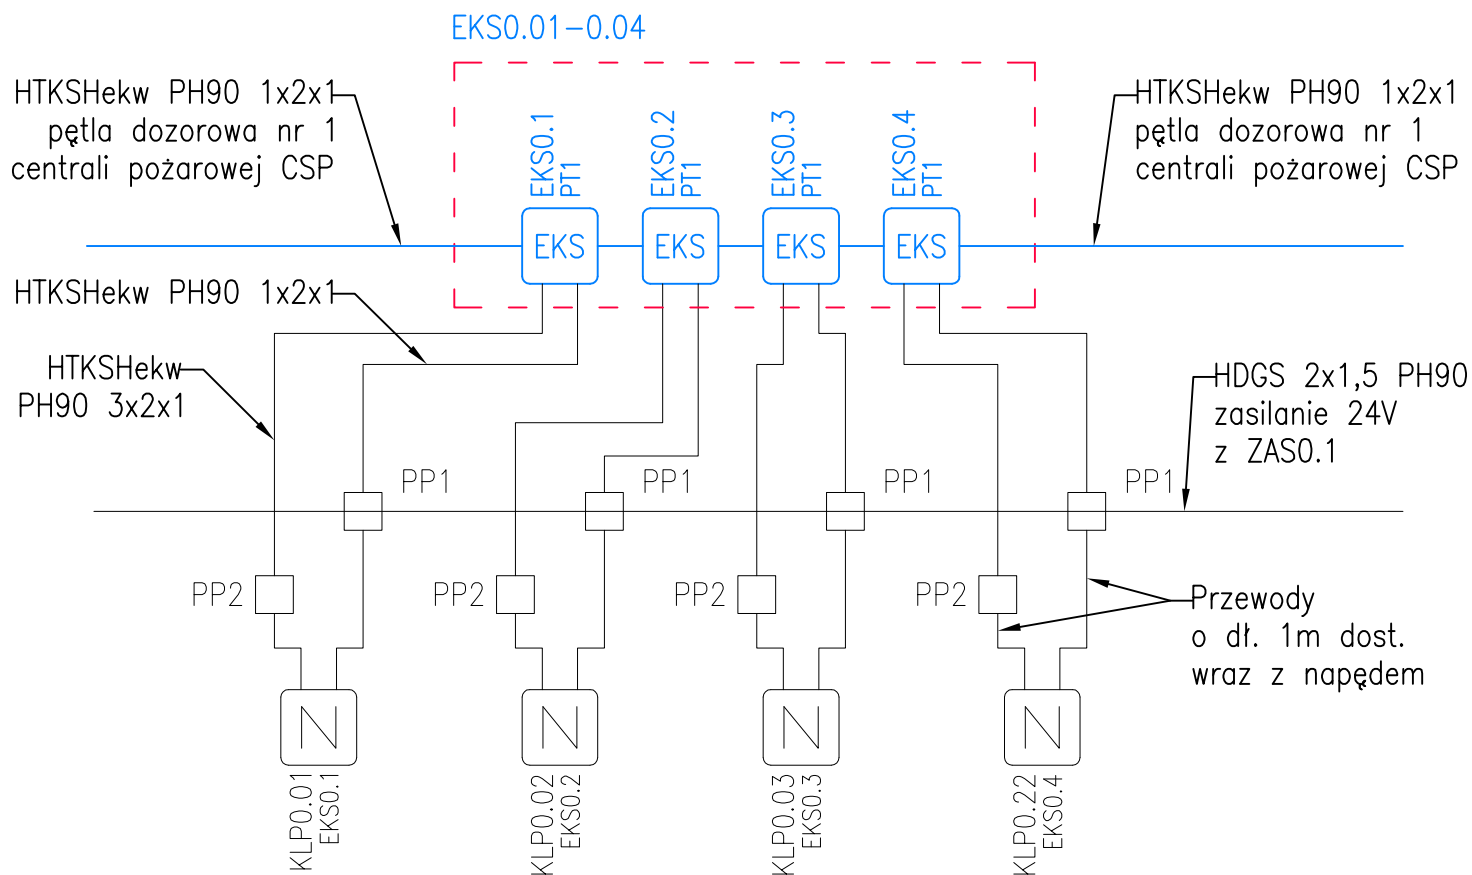 EKS0.01-0.04
HTKSHekw PH90 1x2x1
pętla dozorowa nr 1
centrali pożarowej CSP
HTKSHekw PH90 1x2x1
pętla dozorowa nr 1
centrali pożarowej CSP
EKS0.1
PT1
EKS0.2
PT1
EKS0.3
PT1
EKS0.4
PT1
EKS
EKS
EKS
EKS
HTKSHekw PH90 1x2x1
HTKSHekw
PH90 3x2x1
HDGS 2x1,5 PH90
zasilanie 24V
z ZAS0.1
PP1
PP1
PP1
PP1
PP2
PP2
PP2
PP2
Przewody
o dł. 1m dost.
wraz z napędem
N
N
N
N
KLP0.01
EKS0.1
KLP0.02
EKS0.2
KLP0.03
EKS0.3
KLP0.22
EKS0.4